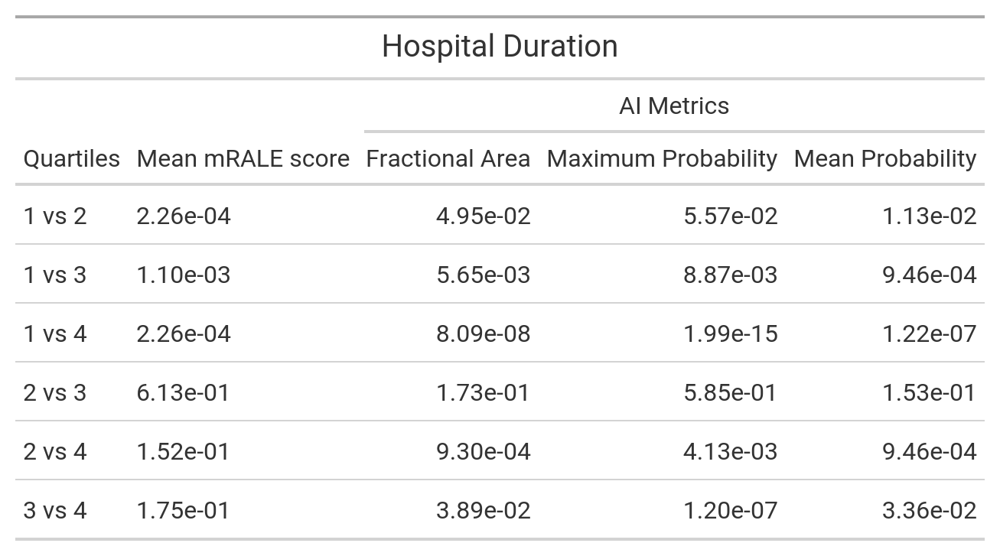 Hospital Duration
AI Metrics
Quartiles Mean mRALE score Fractional Area Maximum Probability Mean Probability
1 vs 2 2.26e-04 4.95e-02 5.57e-02 1.13e-02
1 vs 3 1.10e-03 5.65e-03 8.87e-03 9.46e-04
1 vs 4 2.26e-04 8.09e-08 1.99e-15 1.22e-07
2 vs 3 6.13e-01 1.73e-01 5.85e-01 1.53e-01
2 vs 4 1.52e-01 9.30e-04 4.13e-03 9.46e-04
3 vs 4 1.75e-01 3.89e-02 1.20e-07 3.36e-02